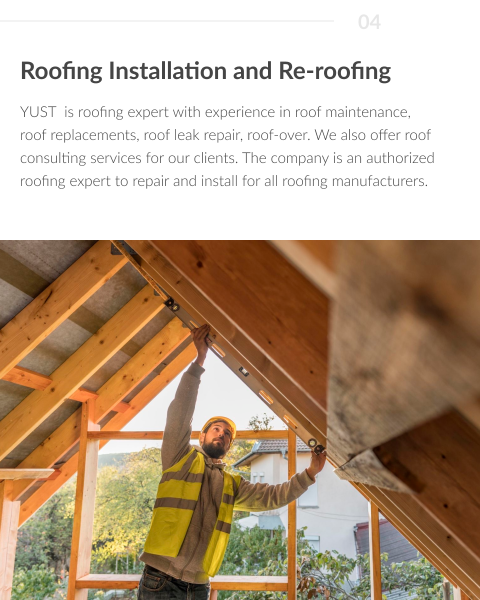 04
Roofing Installation and Re-roofing
YUST  is roofing expert with experience in roof maintenance,
roof replacements, roof leak repair, roof-over. We also offer roof
consulting services for our clients. The company is an authorized
roofing expert to repair and install for all roofing manufacturers.